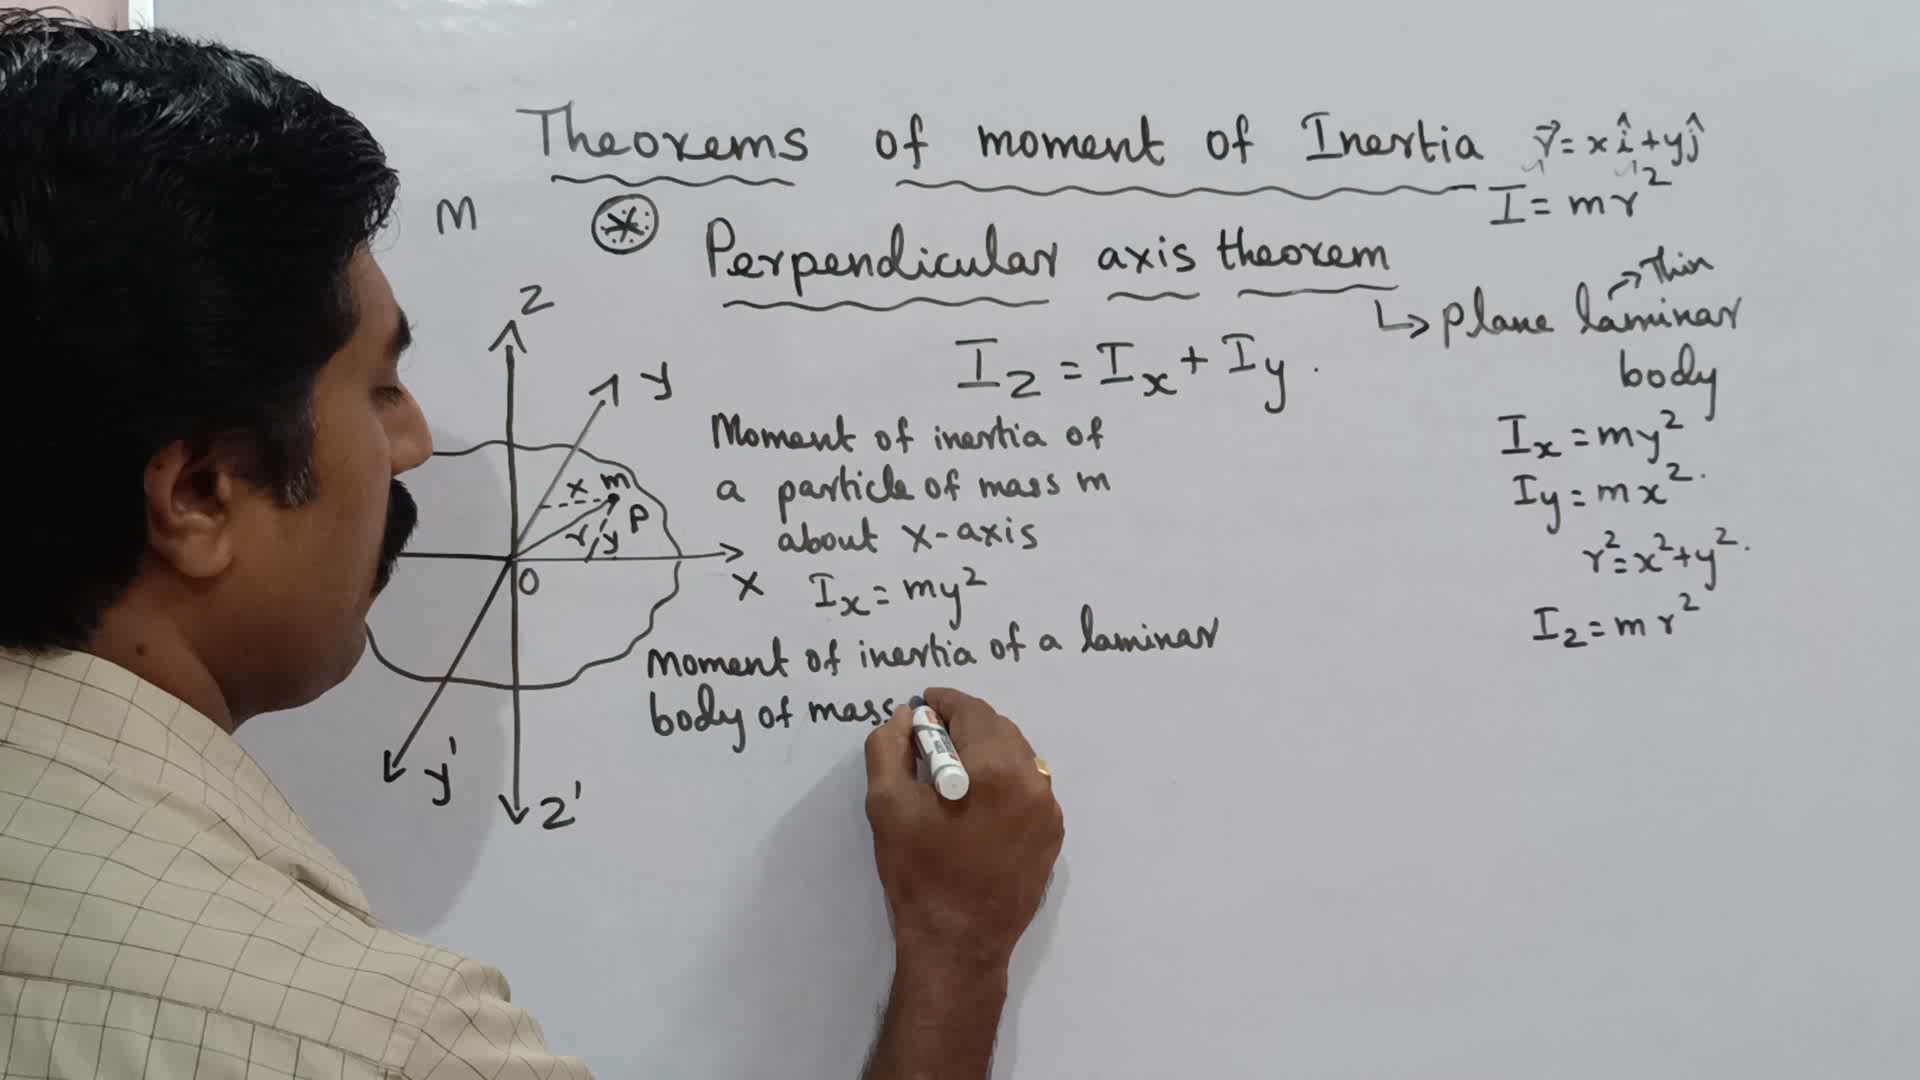 Theorems of moment of Inertia
r⃗ = x î + y ĵ
I = mr²
M
Perpendicular axis theorem
→ Thin
↳ plane laminar
body
I_z = I_x + I_y .
Moment of inertia of
a particle of mass m
about x-axis
I_x = my²
Moment of inertia of a laminar
body of mass
I_x = my²
I_y = mx².
r² = x² + y².
I_z = mr²
z
y
x m
P
r y
O
x
y'
z'